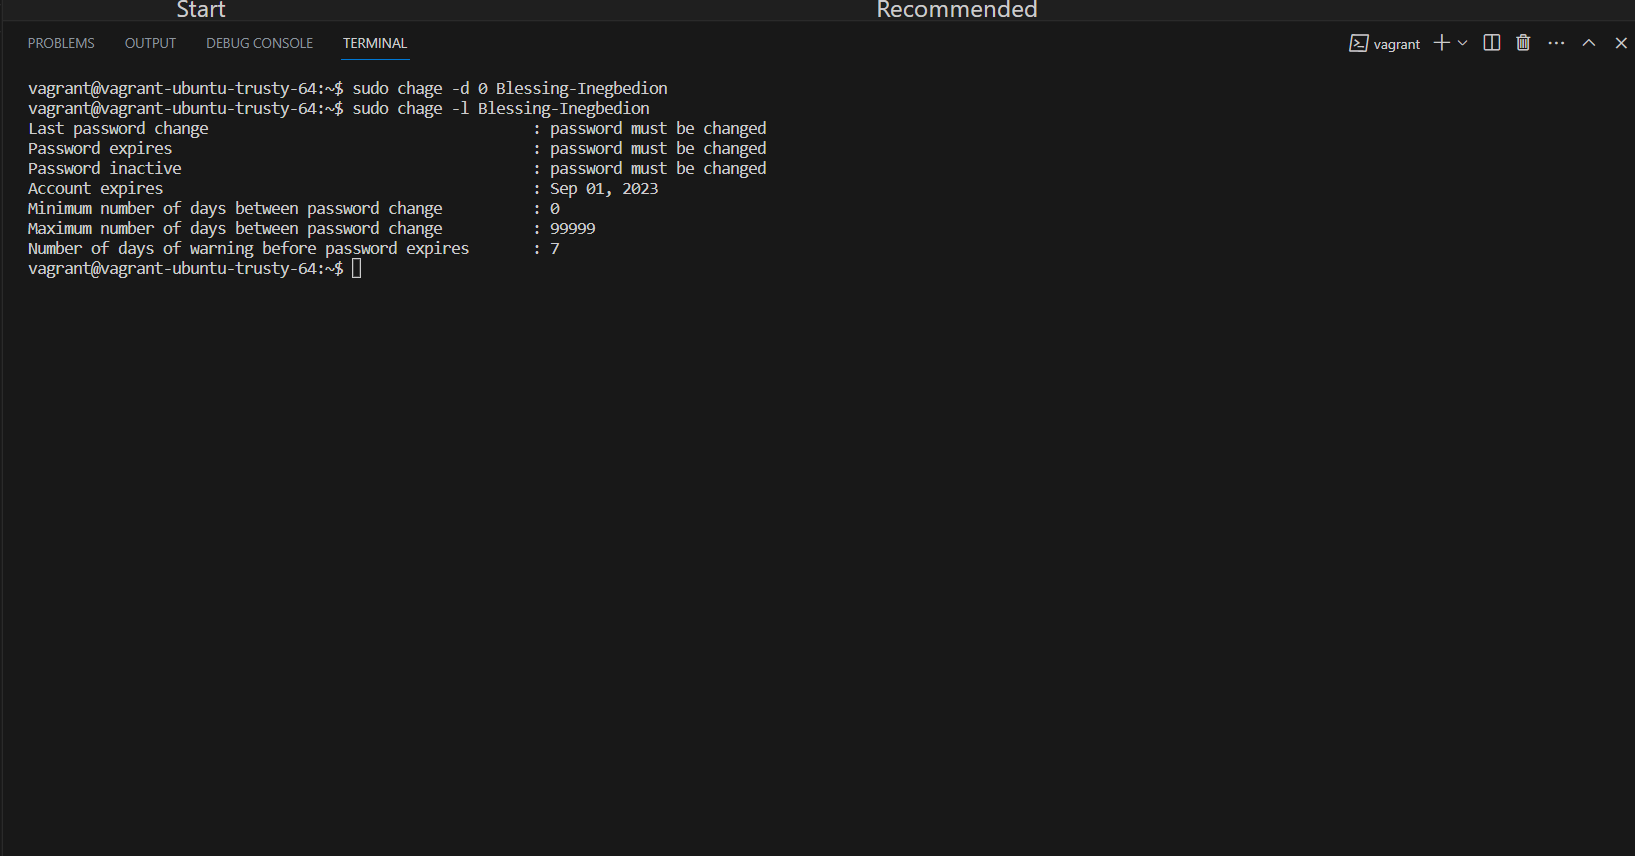 Start Recommended
PROBLEMS OUTPUT DEBUG CONSOLE TERMINAL vagrant
vagrant@vagrant-ubuntu-trusty-64:~$ sudo chage -d 0 Blessing-Inegbedion
vagrant@vagrant-ubuntu-trusty-64:~$ sudo chage -l Blessing-Inegbedion
Last password change : password must be changed
Password expires : password must be changed
Password inactive : password must be changed
Account expires : Sep 01, 2023
Minimum number of days between password change : 0
Maximum number of days between password change : 99999
Number of days of warning before password expires : 7
vagrant@vagrant-ubuntu-trusty-64:~$